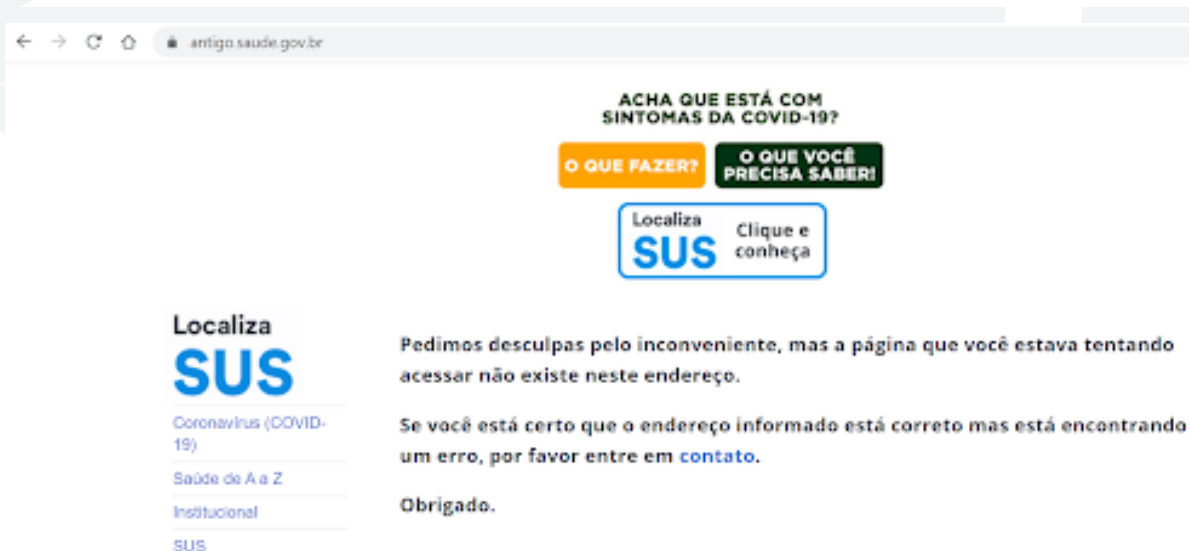 antigo.saude.gov.br
ACHA QUE ESTÁ COM
SINTOMAS DA COVID-19?
O QUE FAZER?
O QUE VOCÊ
PRECISA SABER!
Localiza
SUS
Clique e
conheça
Localiza
SUS
Coronavírus (COVID-
19)
Saúde de A a Z
Institucional
SUS
Pedimos desculpas pelo inconveniente, mas a página que você estava tentando
acessar não existe neste endereço.
Se você está certo que o endereço informado está correto mas está encontrando
um erro, por favor entre em contato.
Obrigado.